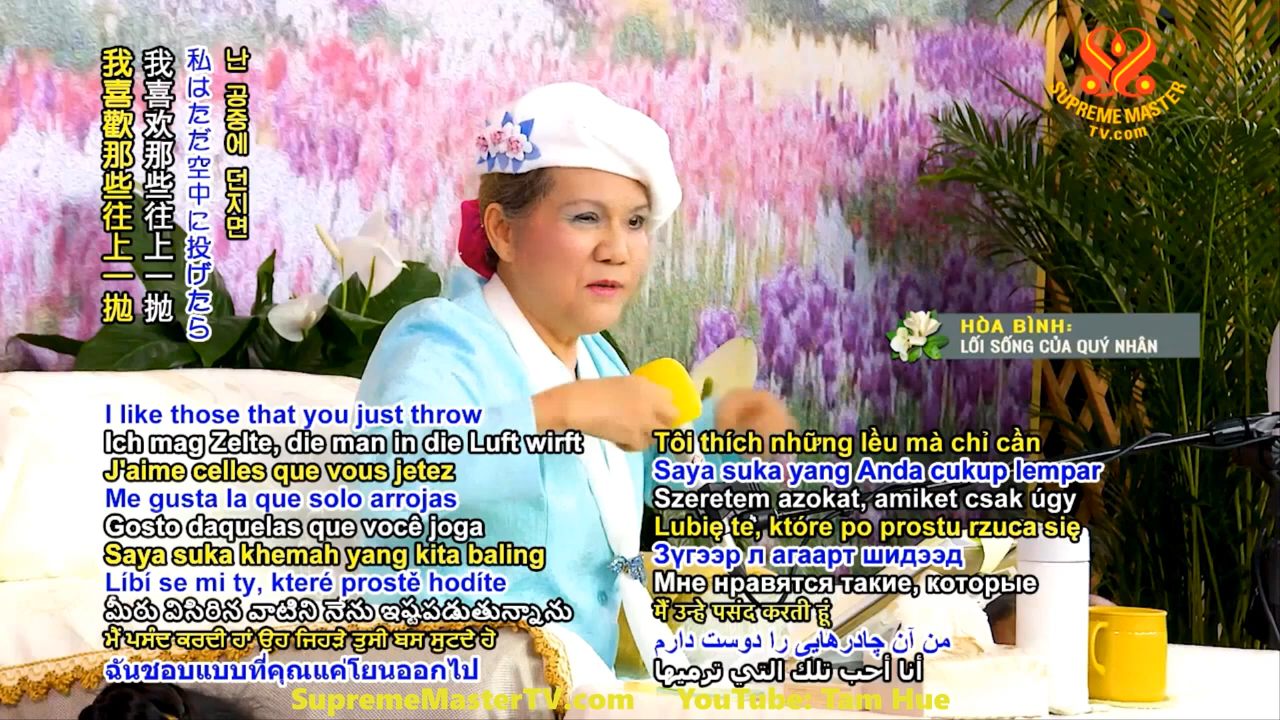 我喜歡那些往上一抛
我喜欢那些往上一抛
私はただ空中に投げたら
난 공중에 던지면
SUPREME MASTER
TV.com
HÒA BÌNH:
LỐI SỐNG CỦA QUÝ NHÂN
I like those that you just throw
Ich mag Zelte, die man in die Luft wirft
J'aime celles que vous jetez
Me gusta la que solo arrojas
Gosto daquelas que você joga
Saya suka khemah yang kita baling
Líbí se mi ty, které prostě hodíte
మీరు విసిరిన వాటిని నేను ఇష్టపడుతున్నాను
ਮੈਂ ਪਸੰਦ ਕਰਦੀ ਹਾਂ ਉਹ ਜਿਹੜੇ ਤੁਸੀ ਬਸ ਸੁਟਦੇ ਹੋ
ฉันชอบแบบที่คุณแค่โยนออกไป
Tôi thích những lều mà chỉ cần
Saya suka yang Anda cukup lempar
Szeretem azokat, amiket csak úgy
Lubię te, które po prostu rzuca się
Зүгээр л агаарт шидээд
Мне нравятся такие, которые
मैं उन्हे पसंद करती हूं
من آن چادرهایی را دوست دارم
أنا أحب تلك التي ترميها
SupremeMasterTV.com YouTube: Tam Hue